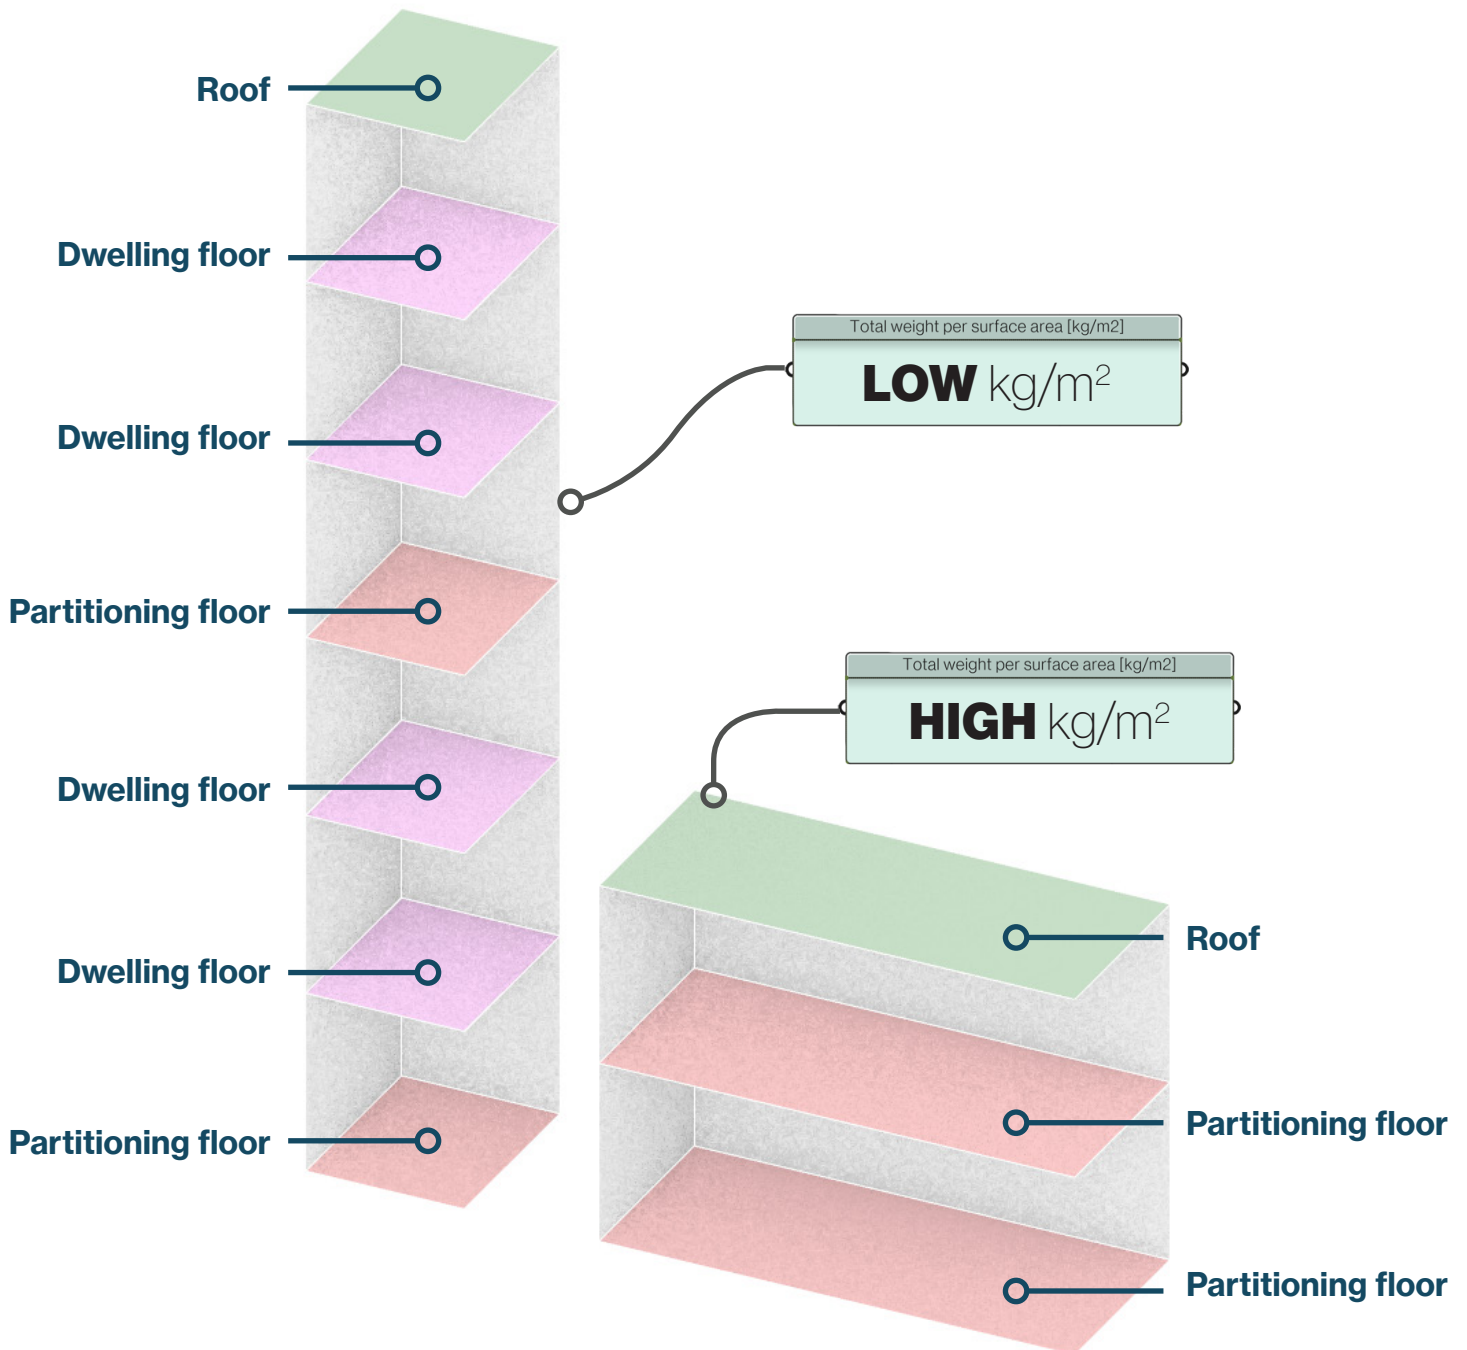 Roof
Dwelling floor
Dwelling floor
Partitioning floor
Dwelling floor
Dwelling floor
Partitioning floor
Total weight per surface area [kg/m2]
LOW kg/m²
Total weight per surface area [kg/m2]
HIGH kg/m²
Roof
Partitioning floor
Partitioning floor